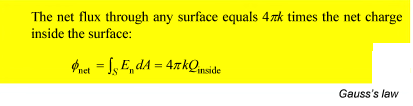 The net flux through any surface equals 4πk times the net charge
inside the surface:
ϕnet = ∫S En dA = 4πkQinside
Gauss's law